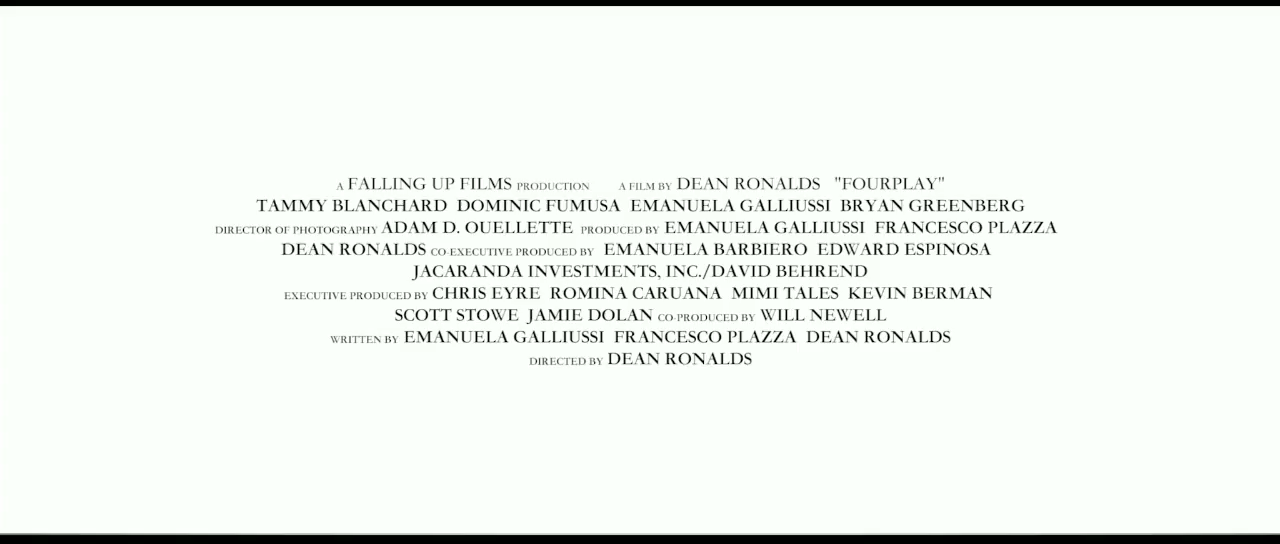 A FALLING UP FILMS PRODUCTION A FILM BY DEAN RONALDS "FOURPLAY"
TAMMY BLANCHARD DOMINIC FUMUSA EMANUELA GALLIUSSI BRYAN GREENBERG
DIRECTOR OF PHOTOGRAPHY ADAM D. OUELLETTE PRODUCED BY EMANUELA GALLIUSSI FRANCESCO PLAZZA
DEAN RONALDS CO-EXECUTIVE PRODUCED BY EMANUELA BARBIERO EDWARD ESPINOSA
JACARANDA INVESTMENTS, INC./DAVID BEHREND
EXECUTIVE PRODUCED BY CHRIS EYRE ROMINA CARUANA MIMI TALES KEVIN BERMAN
SCOTT STOWE JAMIE DOLAN CO-PRODUCED BY WILL NEWELL
WRITTEN BY EMANUELA GALLIUSSI FRANCESCO PLAZZA DEAN RONALDS
DIRECTED BY DEAN RONALDS